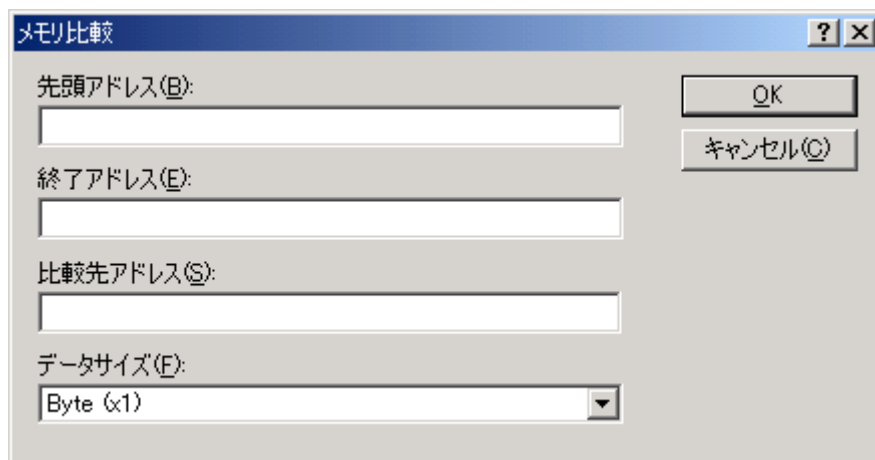 メモリ比較
先頭アドレス(B):
OK
キャンセル(C)
終了アドレス(E):
比較先アドレス(S):
データサイズ(F):
Byte (x1)